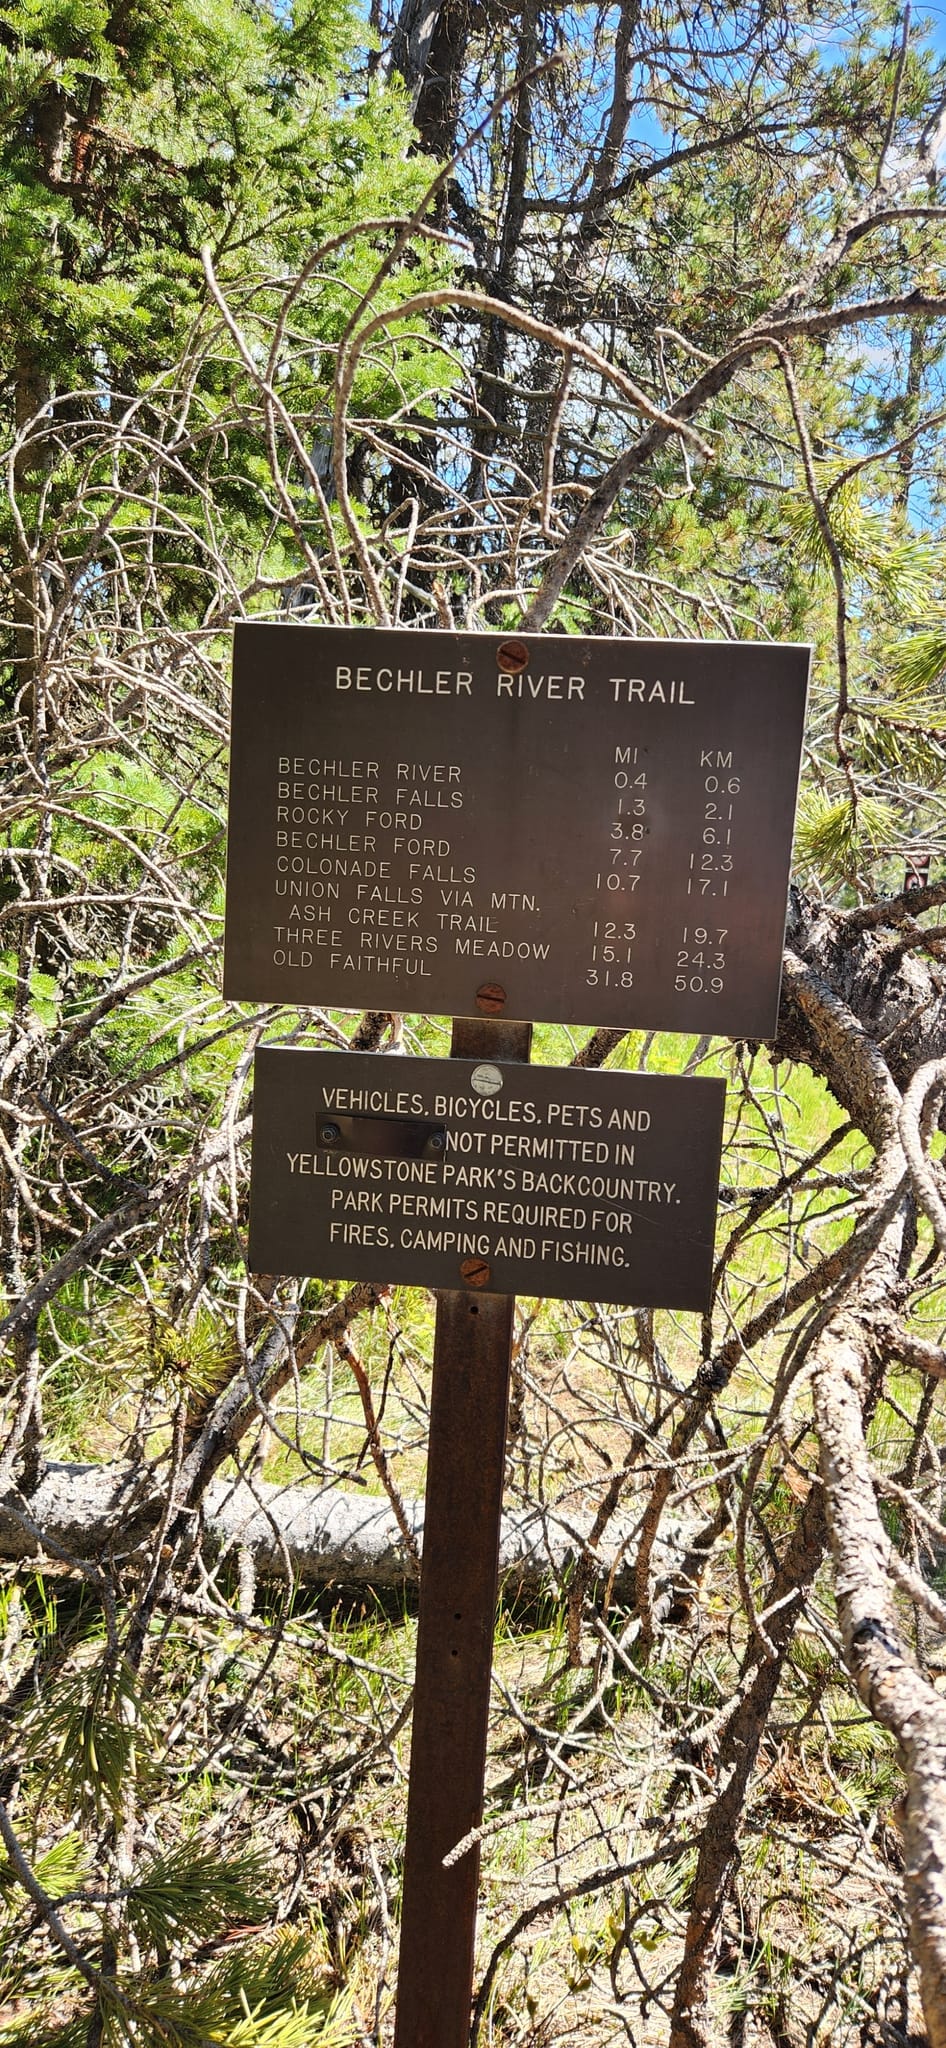 BECHLER RIVER TRAIL
MI KM
BECHLER RIVER 0.4 0.6
BECHLER FALLS 1.3 2.1
ROCKY FORD 3.8 6.1
BECHLER FORD 7.7 12.3
COLONADE FALLS 10.7 17.1
UNION FALLS VIA MTN.
ASH CREEK TRAIL 12.3 19.7
THREE RIVERS MEADOW 15.1 24.3
OLD FAITHFUL 31.8 50.9
VEHICLES, BICYCLES, PETS AND
NOT PERMITTED IN
YELLOWSTONE PARK'S BACKCOUNTRY.
PARK PERMITS REQUIRED FOR
FIRES, CAMPING AND FISHING.